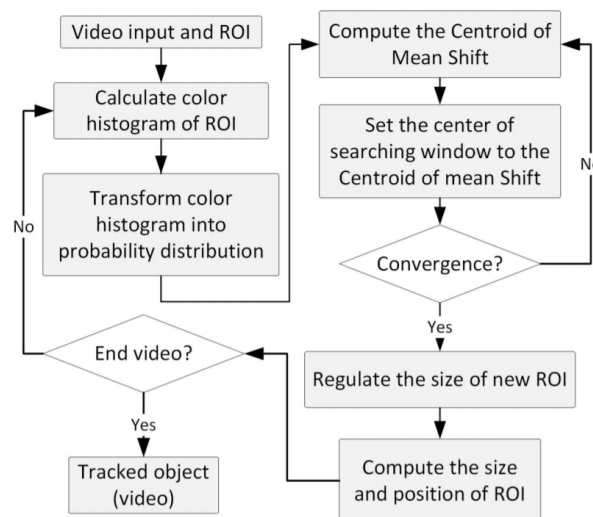 Video input and ROI
Calculate color
histogram of ROI
Transform color
histogram into
probability distribution
No
End video?
Yes
Tracked object
(video)
Compute the Centroid of
Mean Shift
Set the center of
searching window to the
Centroid of mean Shift
Convergence?
Yes
Regulate the size of new ROI
Compute the size
and position of ROI